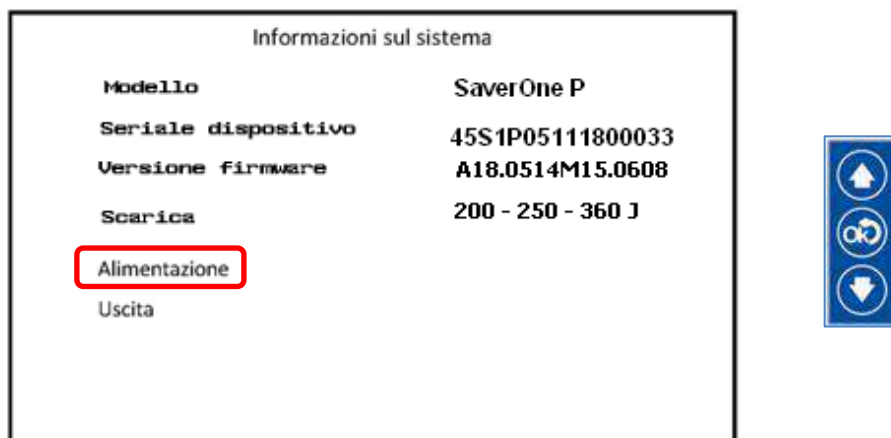 Informazioni sul sistema
Modello SaverOne P
Seriale dispositivo 45S1P05111800033
Versione firmware A18.0514M15.0608
Scarica 200 - 250 - 360 J
Alimentazione
Uscita
ok